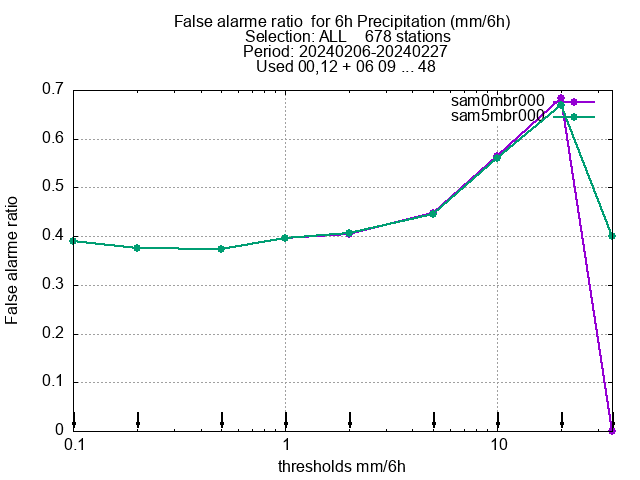 False alarme ratio  for 6h Precipitation (mm/6h)
Selection: ALL    678 stations
Period: 20240206-20240227
Used 00,12 + 06 09 ... 48
sam0mbr000
sam5mbr000
False alarme ratio
0.7
0.6
0.5
0.4
0.3
0.2
0.1
0
0.1
1
10
thresholds mm/6h